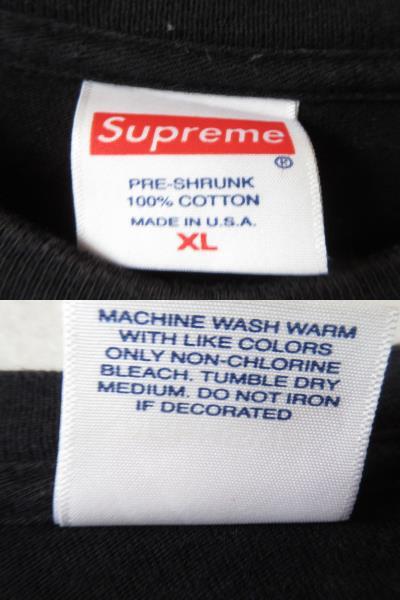 Supreme
®
PRE-SHRUNK
100% COTTON
MADE IN U.S.A.
XL
MACHINE WASH WARM
WITH LIKE COLORS
ONLY NON-CHLORINE
BLEACH. TUMBLE DRY
MEDIUM. DO NOT IRON
IF DECORATED